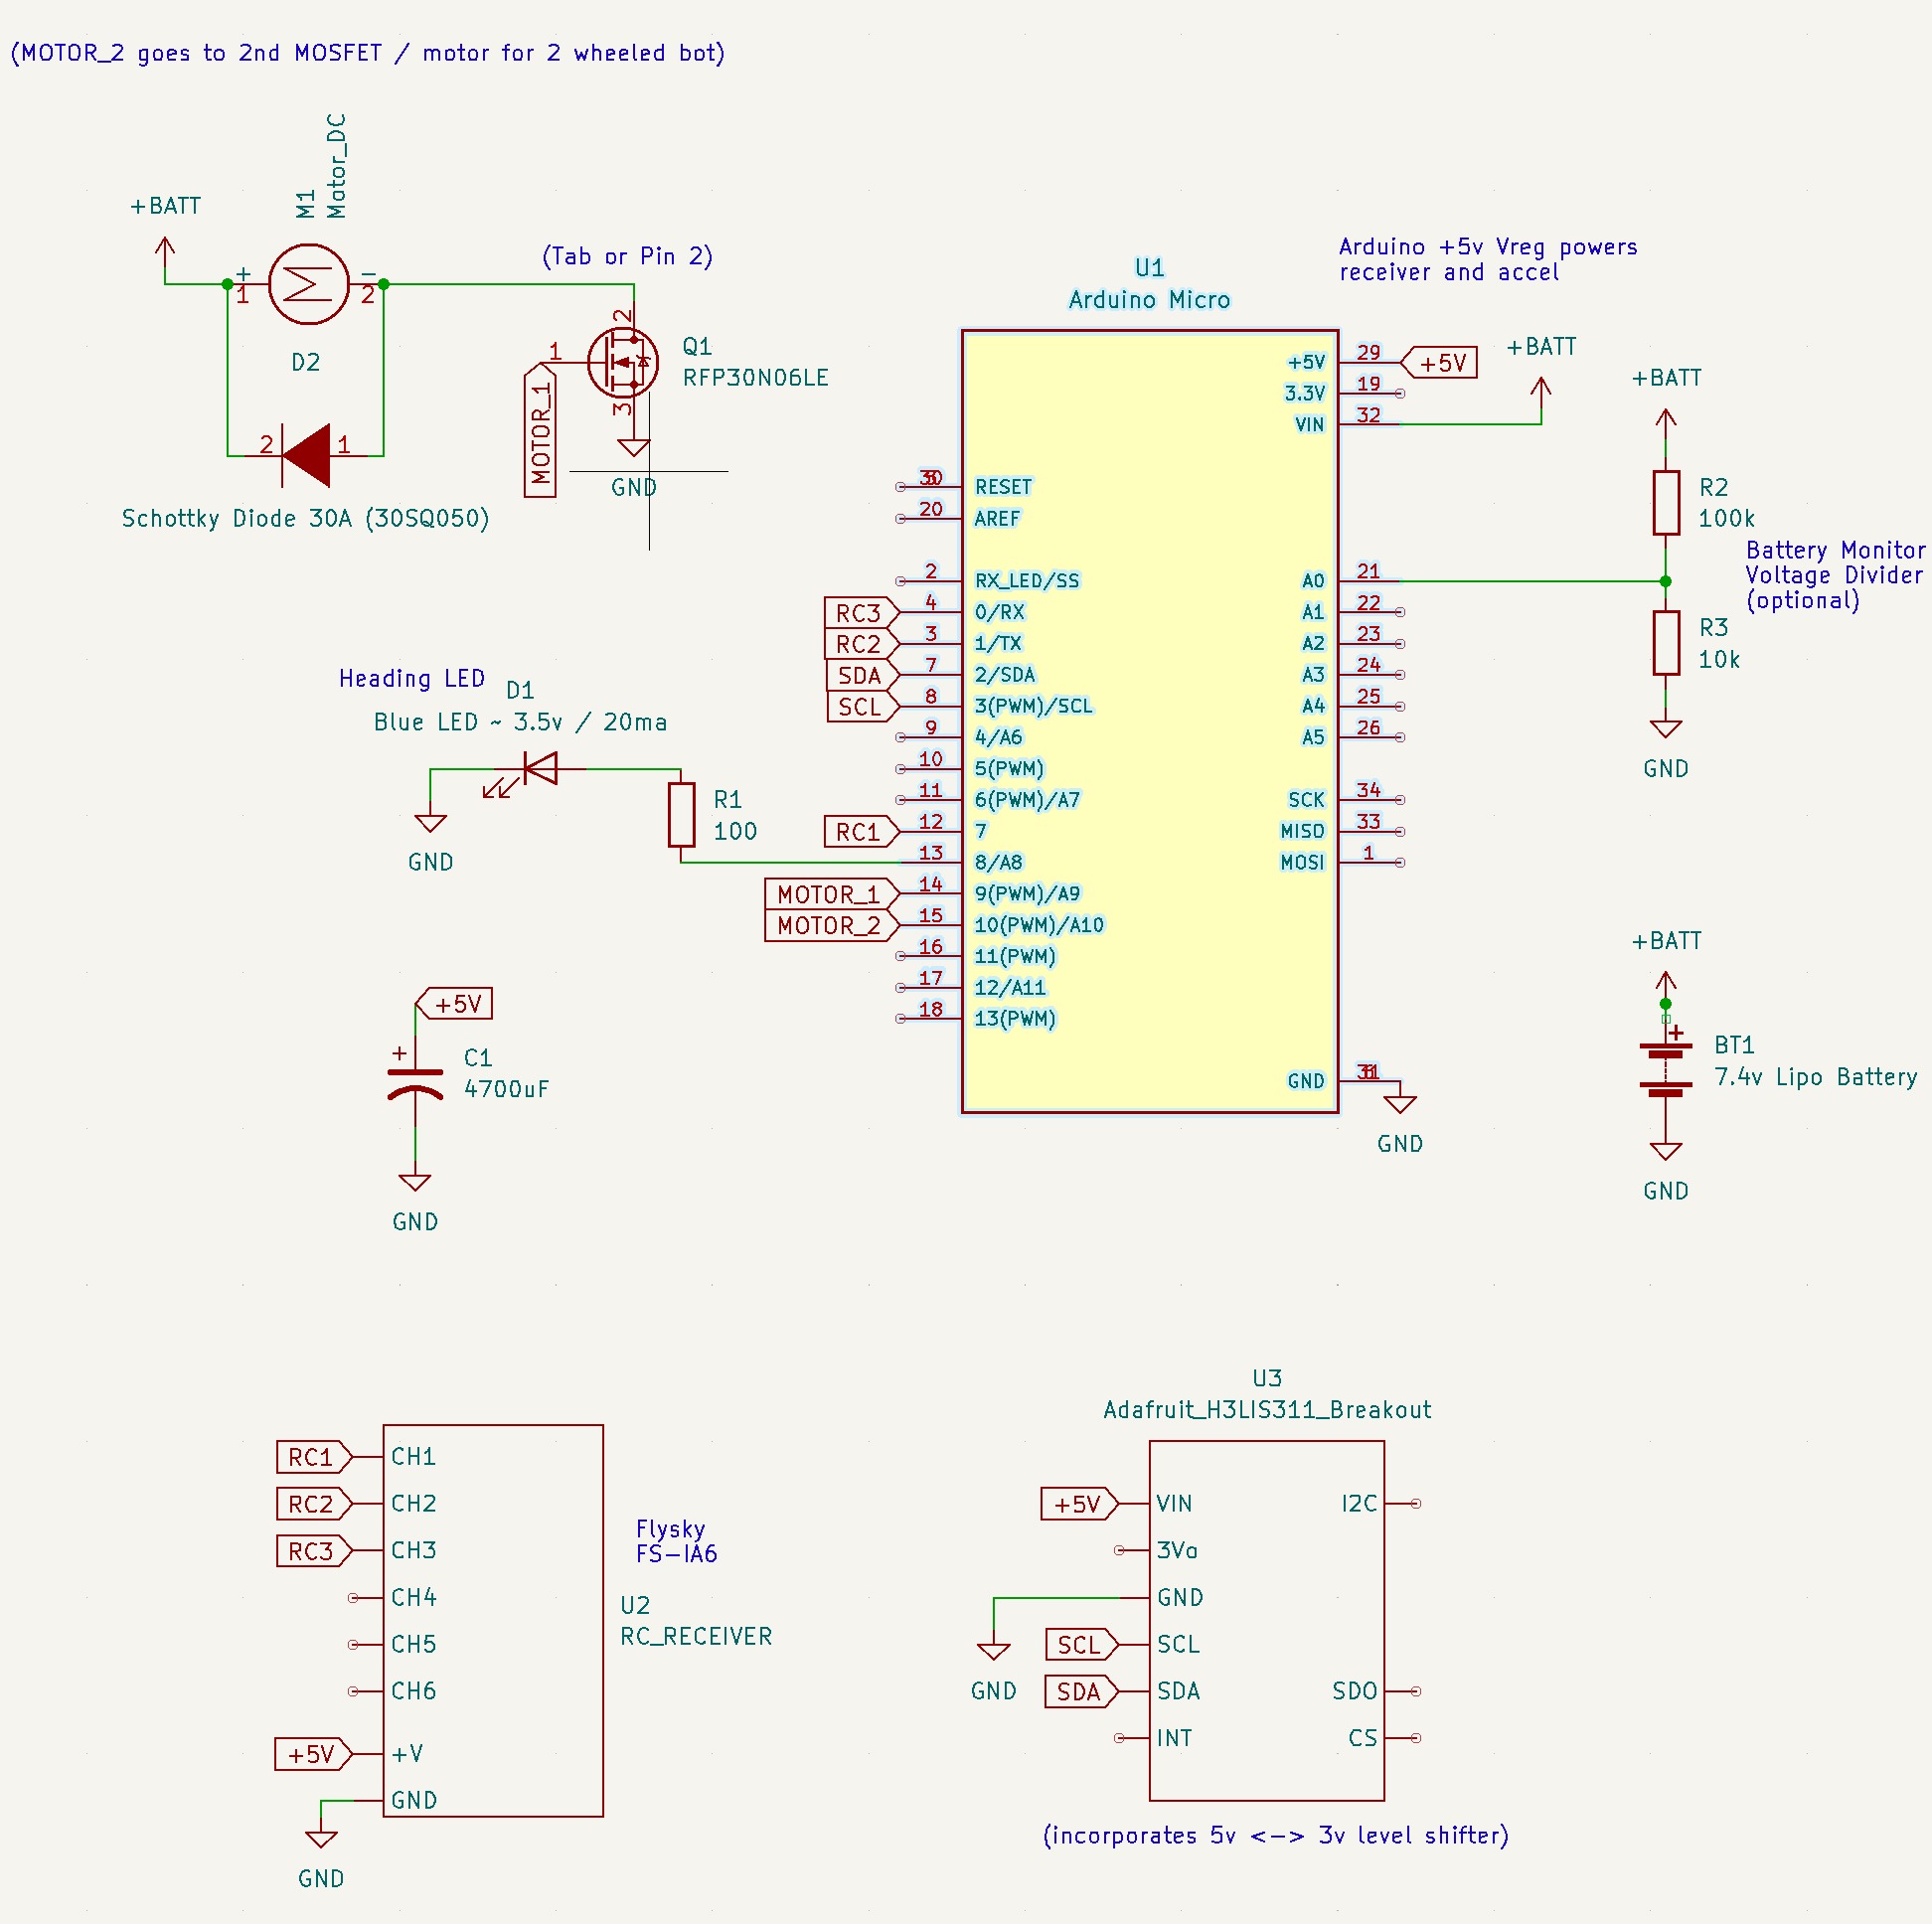 (MOTOR_2 goes to 2nd MOSFET / motor for 2 wheeled bot)
+BATT
M1
Motor_DC
+
1
-
2
D2
2
1
Schottky Diode 30A (30SQ050)
(Tab or Pin 2)
2
1
3
Q1
RFP30N06LE
MOTOR_1
GND
U1
Arduino Micro
Arduino +5v Vreg powers
receiver and accel
+5V 29 +5V
3.3V 19
VIN 32
+BATT
RESET
20 AREF
2 RX_LED/SS
RC3 4 0/RX
RC2 3 1/TX
SDA 7 2/SDA
SCL 8 3(PWM)/SCL
9 4/A6
10 5(PWM)
11 6(PWM)/A7
RC1 12 7
13 8/A8
MOTOR_1 14 9(PWM)/A9
MOTOR_2 15 10(PWM)/A10
16 11(PWM)
17 12/A11
18 13(PWM)
A0 21
A1 22
A2 23
A3 24
A4 25
A5 26
SCK 34
MISO 33
MOSI 1
GND
GND
+BATT
R2
100k
Battery Monitor
Voltage Divider
(optional)
R3
10k
GND
Heading LED
D1
Blue LED ~ 3.5v / 20ma
GND
R1
100
+5V
+
C1
4700uF
GND
+BATT
+
BT1
7.4v Lipo Battery
GND
RC1 CH1
RC2 CH2
RC3 CH3
CH4
CH5
CH6
+5V +V
GND
GND
Flysky
FS-IA6
U2
RC_RECEIVER
U3
Adafruit_H3LIS311_Breakout
+5V VIN
3Vo
GND
SCL SCL
SDA SDA
INT
GND
I2C
SDO
CS
(incorporates 5v <-> 3v level shifter)